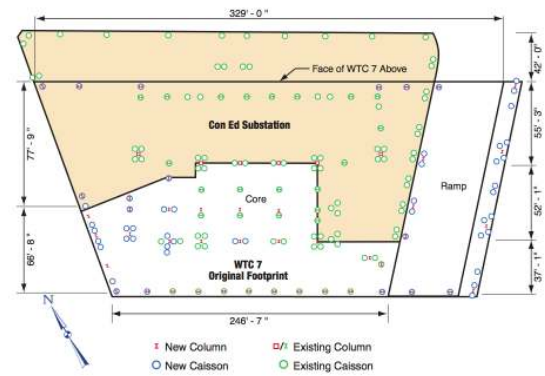 329' - 0"
42' - 0"
Face of WTC 7 Above
Con Ed Substation
55' - 3"
77' - 9"
Ramp
Core
52' - 1"
WTC 7
Original Footprint
66' - 8"
37' - 1"
246' - 7"
N
New Column
Existing Column
New Caisson
Existing Caisson